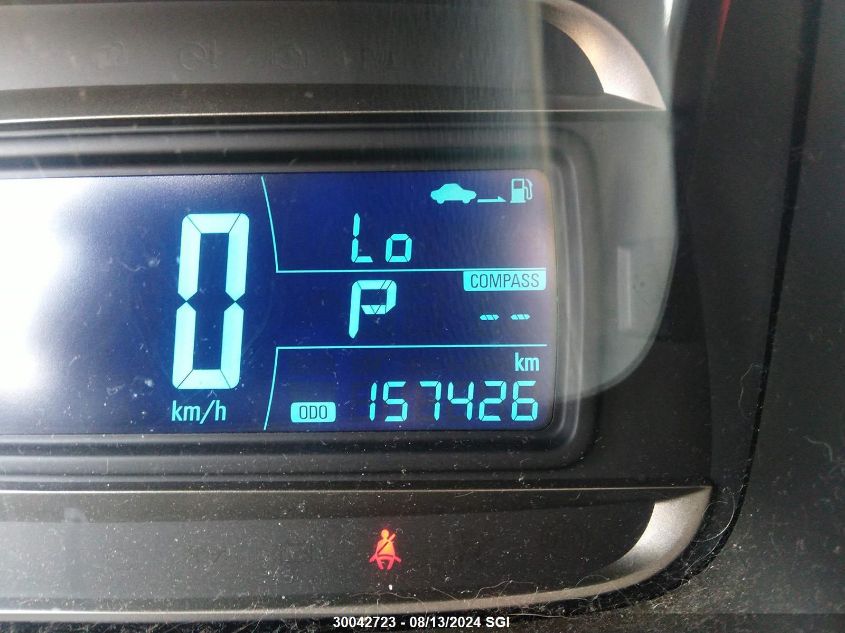 Lo
COMPASS
0 P -- --
km
km/h ODO 157426
30042723 - 08/13/2024 SGI